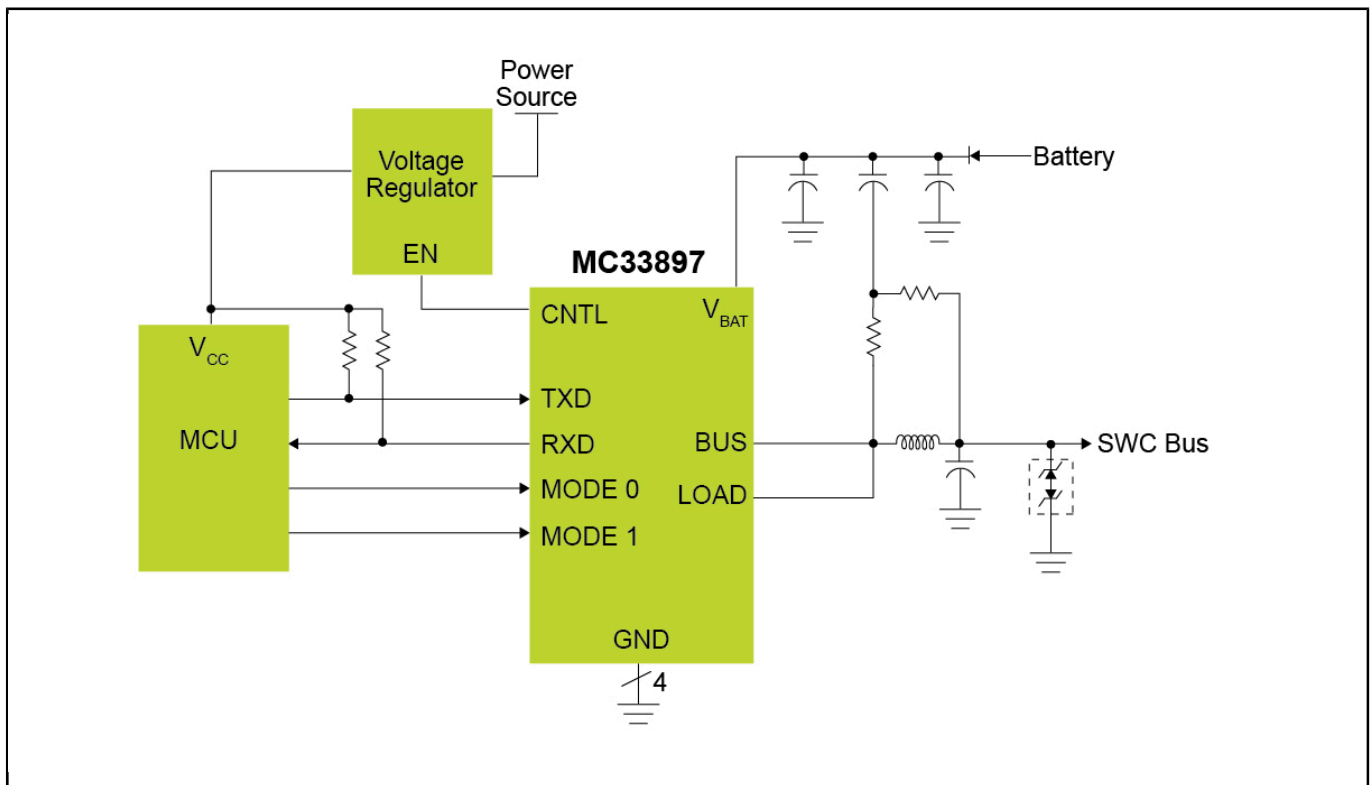 Power
Source
Voltage
Regulator
EN
Battery
MC33897
CNTL
VBAT
VCC
MCU
TXD
RXD
MODE 0
MODE 1
BUS
LOAD
SWC Bus
GND
4